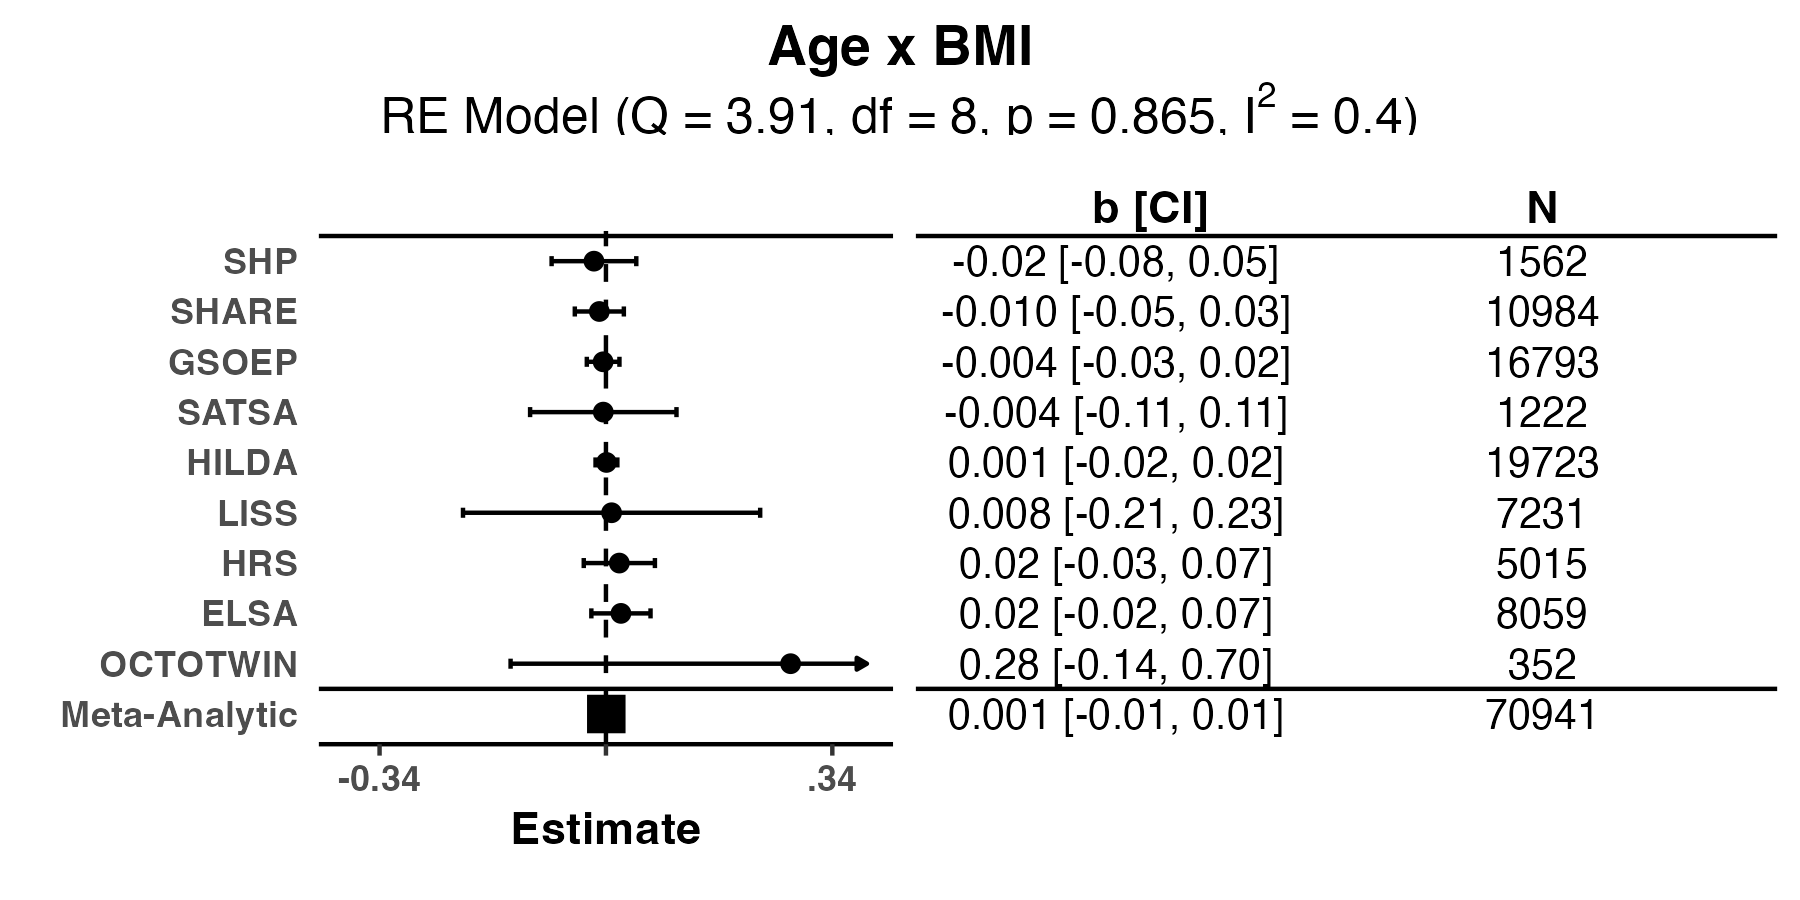 Age x BMI
RE Model (Q = 3.91, df = 8, p = 0.865, I² = 0.4)
b [CI] N
SHP -0.02 [-0.08, 0.05] 1562
SHARE -0.010 [-0.05, 0.03] 10984
GSOEP -0.004 [-0.03, 0.02] 16793
SATSA -0.004 [-0.11, 0.11] 1222
HILDA 0.001 [-0.02, 0.02] 19723
LISS 0.008 [-0.21, 0.23] 7231
HRS 0.02 [-0.03, 0.07] 5015
ELSA 0.02 [-0.02, 0.07] 8059
OCTOTWIN 0.28 [-0.14, 0.70] 352
Meta-Analytic 0.001 [-0.01, 0.01] 70941
-0.34 .34
Estimate